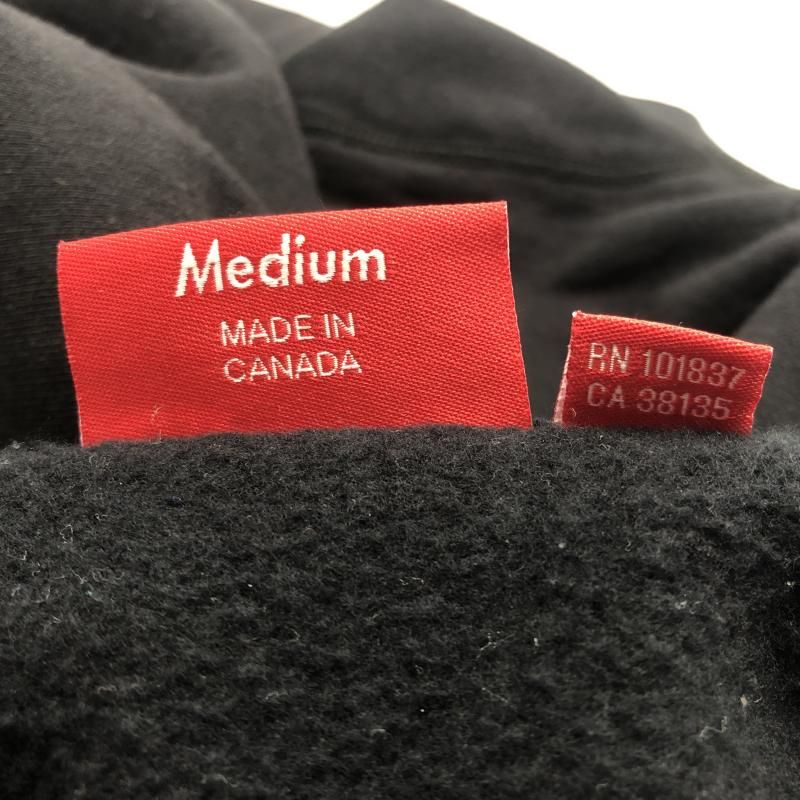 Medium
MADE IN
CANADA
RN 101837
CA 38135